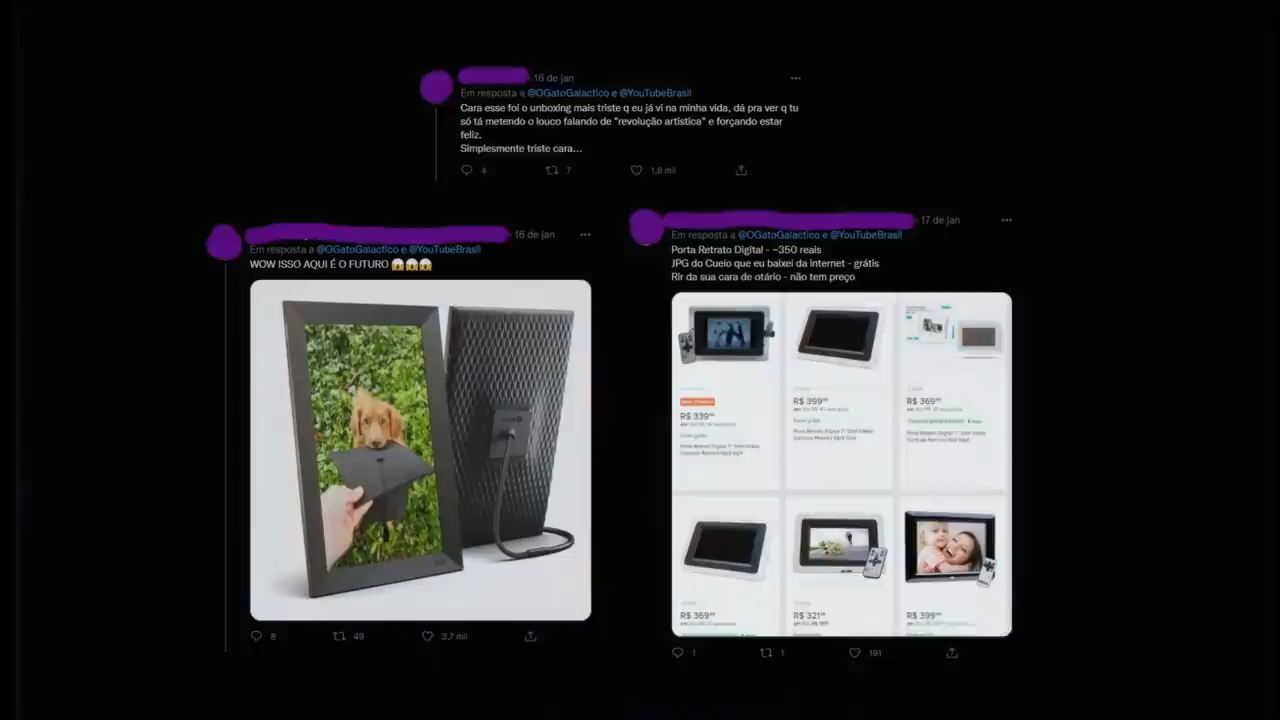 16 de jan
Em resposta a @OGatoGalactico e @YouTubeBrasil
Cara esse foi o unboxing mais triste q eu já vi na minha vida, dá pra ver q tu
só tá metendo o louco falando de "revolução artistica" e forçando estar
feliz.
Simplesmente triste cara...
4 7 1,8 mil
16 de jan
Em resposta a @OGatoGalactico e @YouTubeBrasil
WOW ISSO AQUI É O FUTURO 😱😱😱
8 49 3,7 mil
17 de jan
Em resposta a @OGatoGalactico e @YouTubeBrasil
Porta Retrato Digital - ~350 reais
JPG do Cueio que eu baixei da internet - grátis
Rir da sua cara de otário - não tem preço
R$ 339
R$ 399
R$ 369
R$ 369
R$ 321
R$ 399
1 1 191